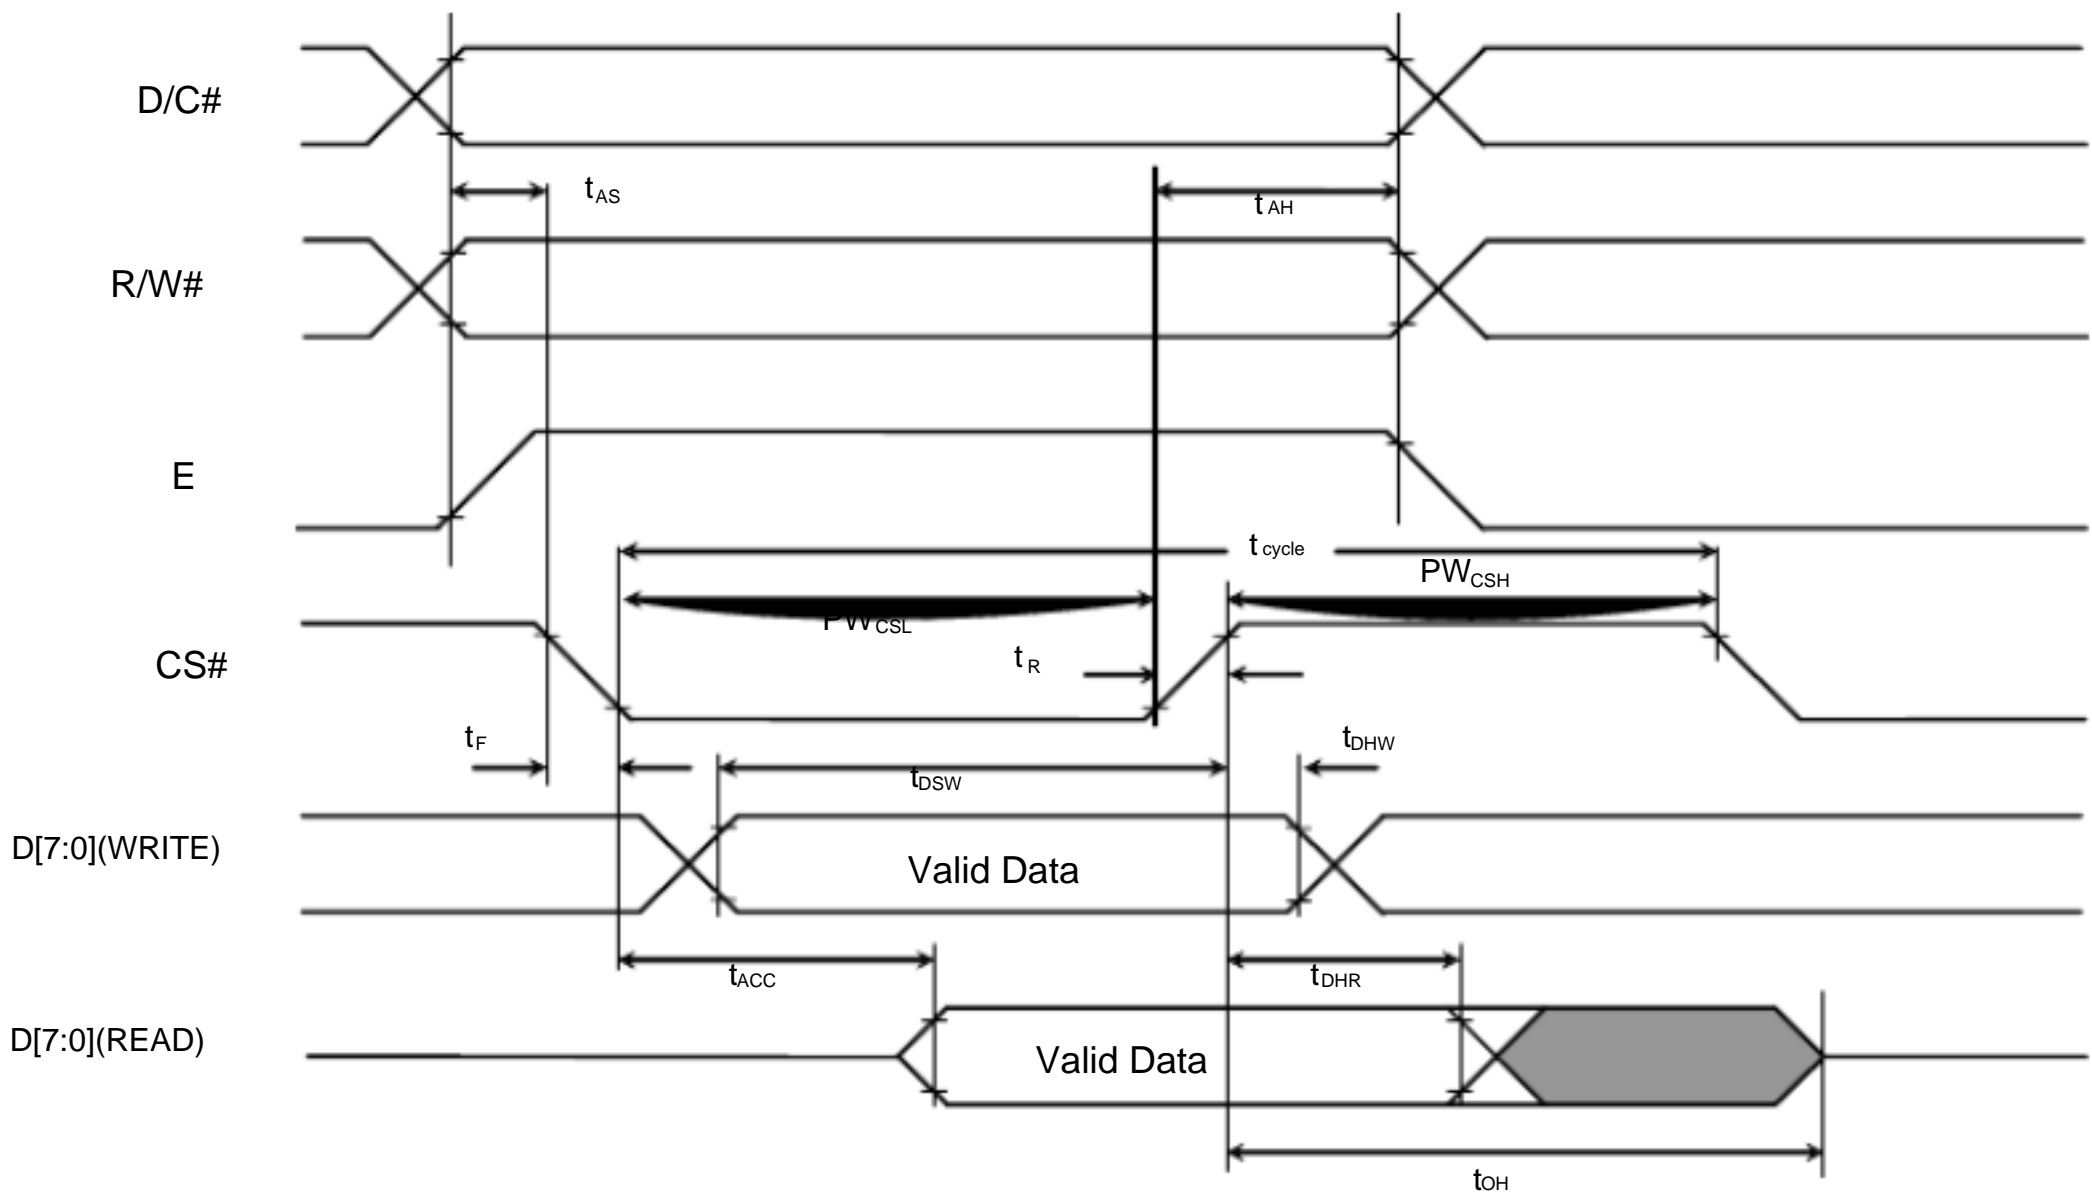 D/C#
tAS
tAH
R/W#
E
tcycle
PWCSH
PWCSL
CS#
tR
tF
tDHW
tDSW
D[7:0](WRITE)
Valid Data
tACC
tDHR
D[7:0](READ)
Valid Data
tOH